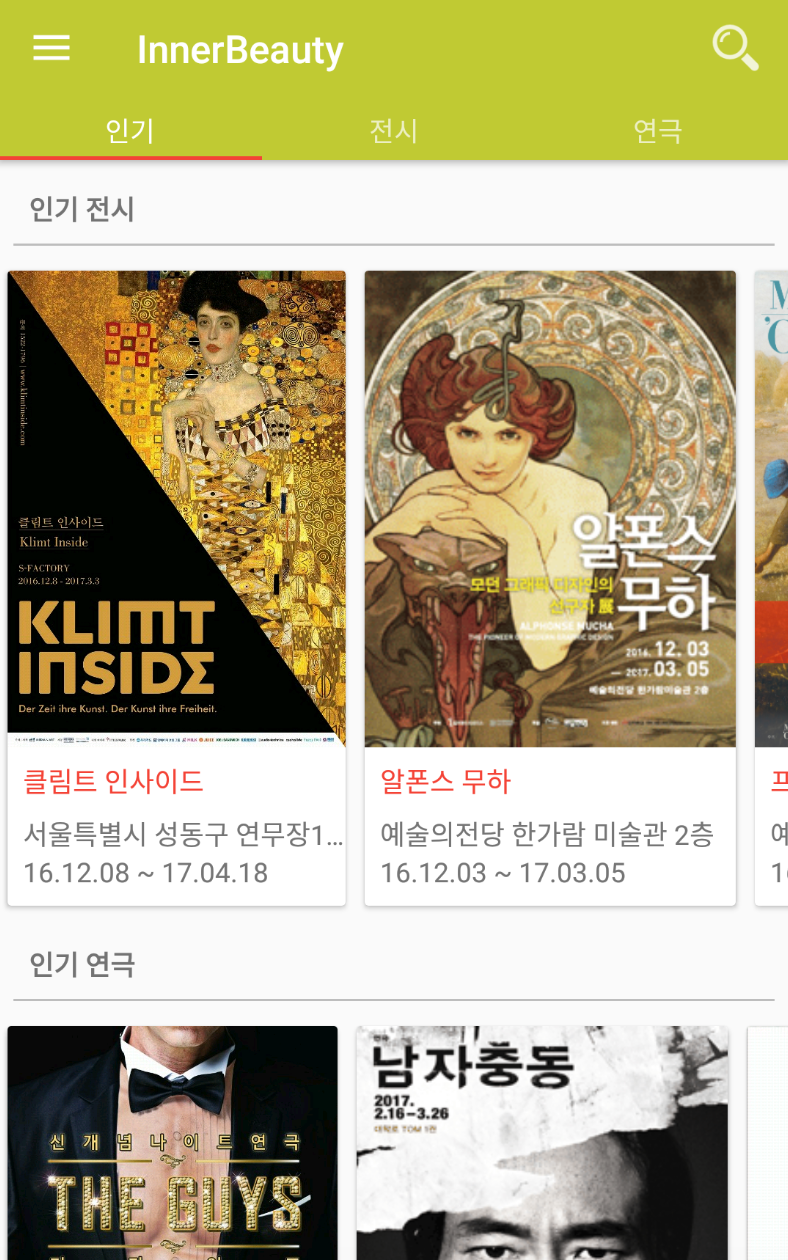 InnerBeauty
인기
전시
연극
인기 전시
클림트 인사이드
Klimt Inside
S-FACTORY
2016.12.8 - 2017.3.3
KLIMT
INSIDE
Der Zeit ihre Kunst. Der Kunst ihre Freiheit.
클림트 인사이드
서울특별시 성동구 연무장1...
16.12.08 ~ 17.04.18
알폰스
모던 그래픽 디자인의
선구자 展
무하
ALPHONSE MUCHA
THE PIONEER OF MODERN GRAPHIC DESIGN
2016. 12. 03
— 2017. 03. 05
예술의전당 한가람미술관 2층
알폰스 무하
예술의전당 한가람 미술관 2층
16.12.03 ~ 17.03.05
인기 연극
신개념나이트연극
THE GUYS
남자충동
2017.
2.16–3.26
대학로 TOM 1관